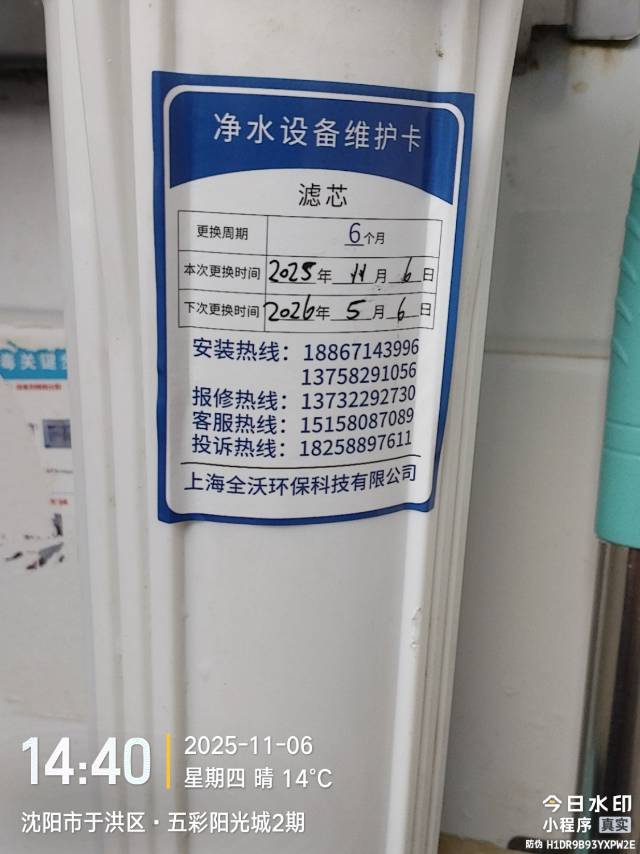 净水设备维护卡
滤芯
更换周期 6个月
本次更换时间 2025年 11月 6日
下次更换时间 2026年 5月 6日
安装热线：18867143996
13758291056
报修热线：13732292730
客服热线：15158087089
投诉热线：18258897611
上海全沃环保科技有限公司
14:40
2025-11-06
星期四 晴 14°C
沈阳市于洪区·五彩阳光城2期
今日水印
小程序 真实
防伪 H1DR9B93YXPW2E